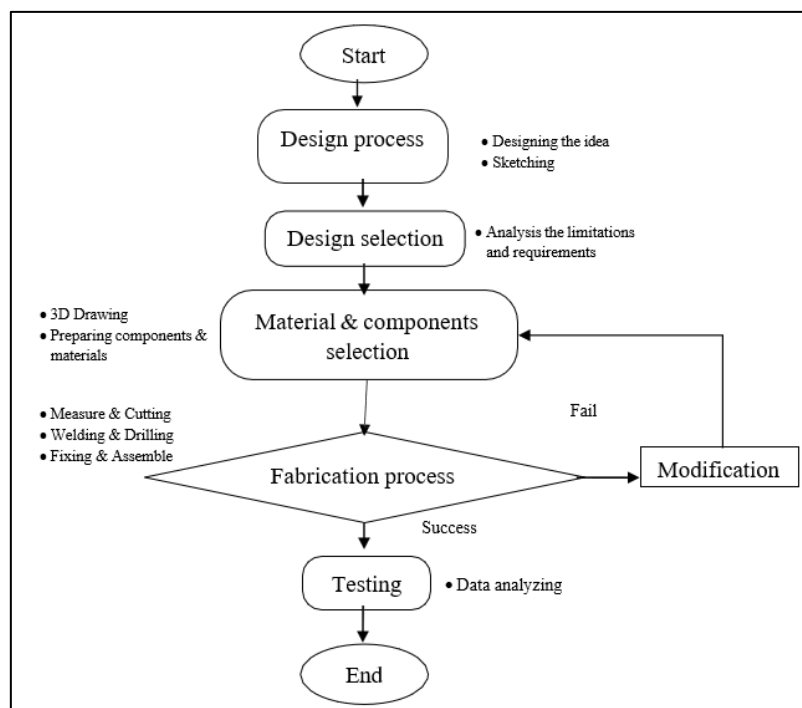 Start
Design process
• Designing the idea
• Sketching
Design selection
• Analysis the limitations
and requirements
• 3D Drawing
• Preparing components &
materials
Material & components
selection
• Measure & Cutting
• Welding & Drilling
• Fixing & Assemble
Fail
Fabrication process
Modification
Success
Testing
• Data analyzing
End